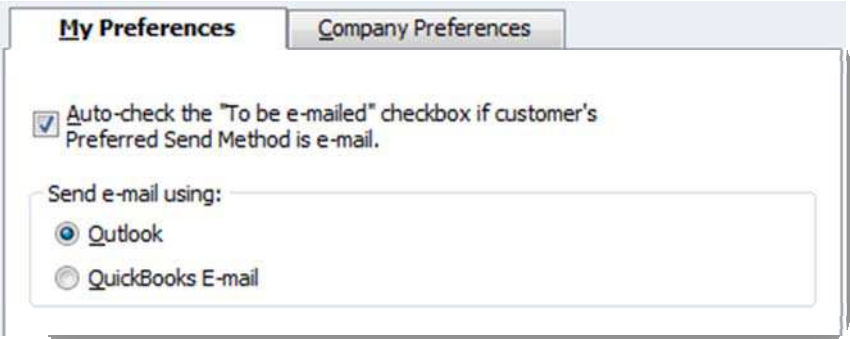 My Preferences
Company Preferences
Auto-check the "To be e-mailed" checkbox if customer's
Preferred Send Method is e-mail.
Send e-mail using:
Outlook
QuickBooks E-mail